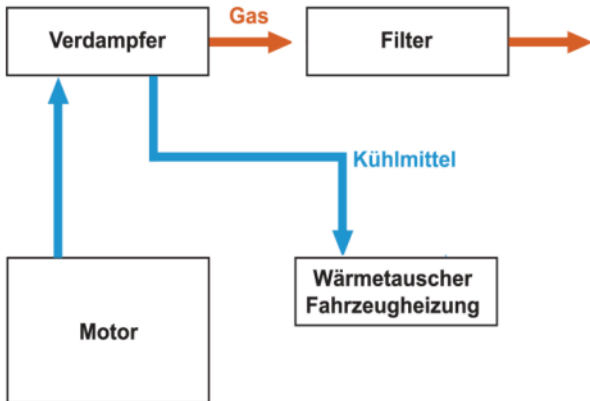 Gas
Verdampfer
Filter
Kühlmittel
Wärmetauscher
Fahrzeugheizung
Motor